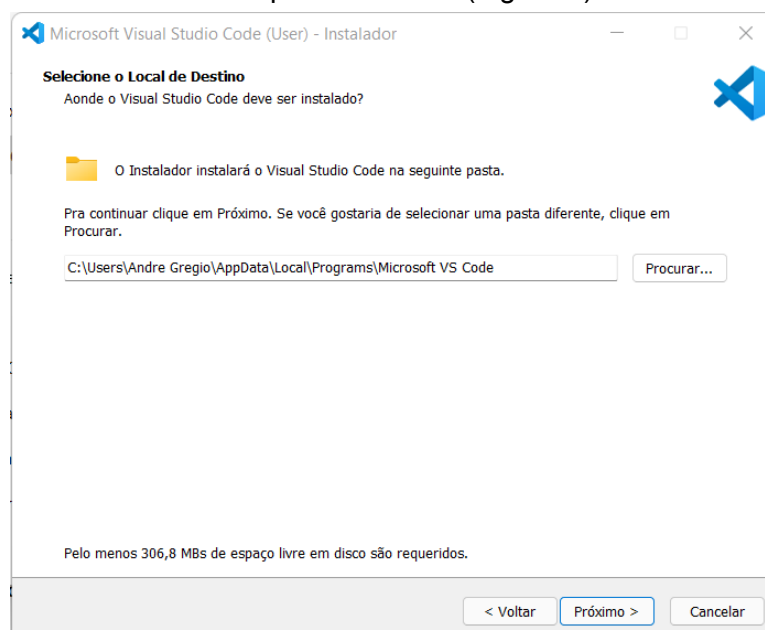 Microsoft Visual Studio Code (User) - Instalador
Selecione o Local de Destino
Aonde o Visual Studio Code deve ser instalado?
O Instalador instalará o Visual Studio Code na seguinte pasta.
Pra continuar clique em Próximo. Se você gostaria de selecionar uma pasta diferente, clique em
Procurar.
C:\Users\Andre Gregio\AppData\Local\Programs\Microsoft VS Code
Procurar...
Pelo menos 306,8 MBs de espaço livre em disco são requeridos.
< Voltar
Próximo >
Cancelar